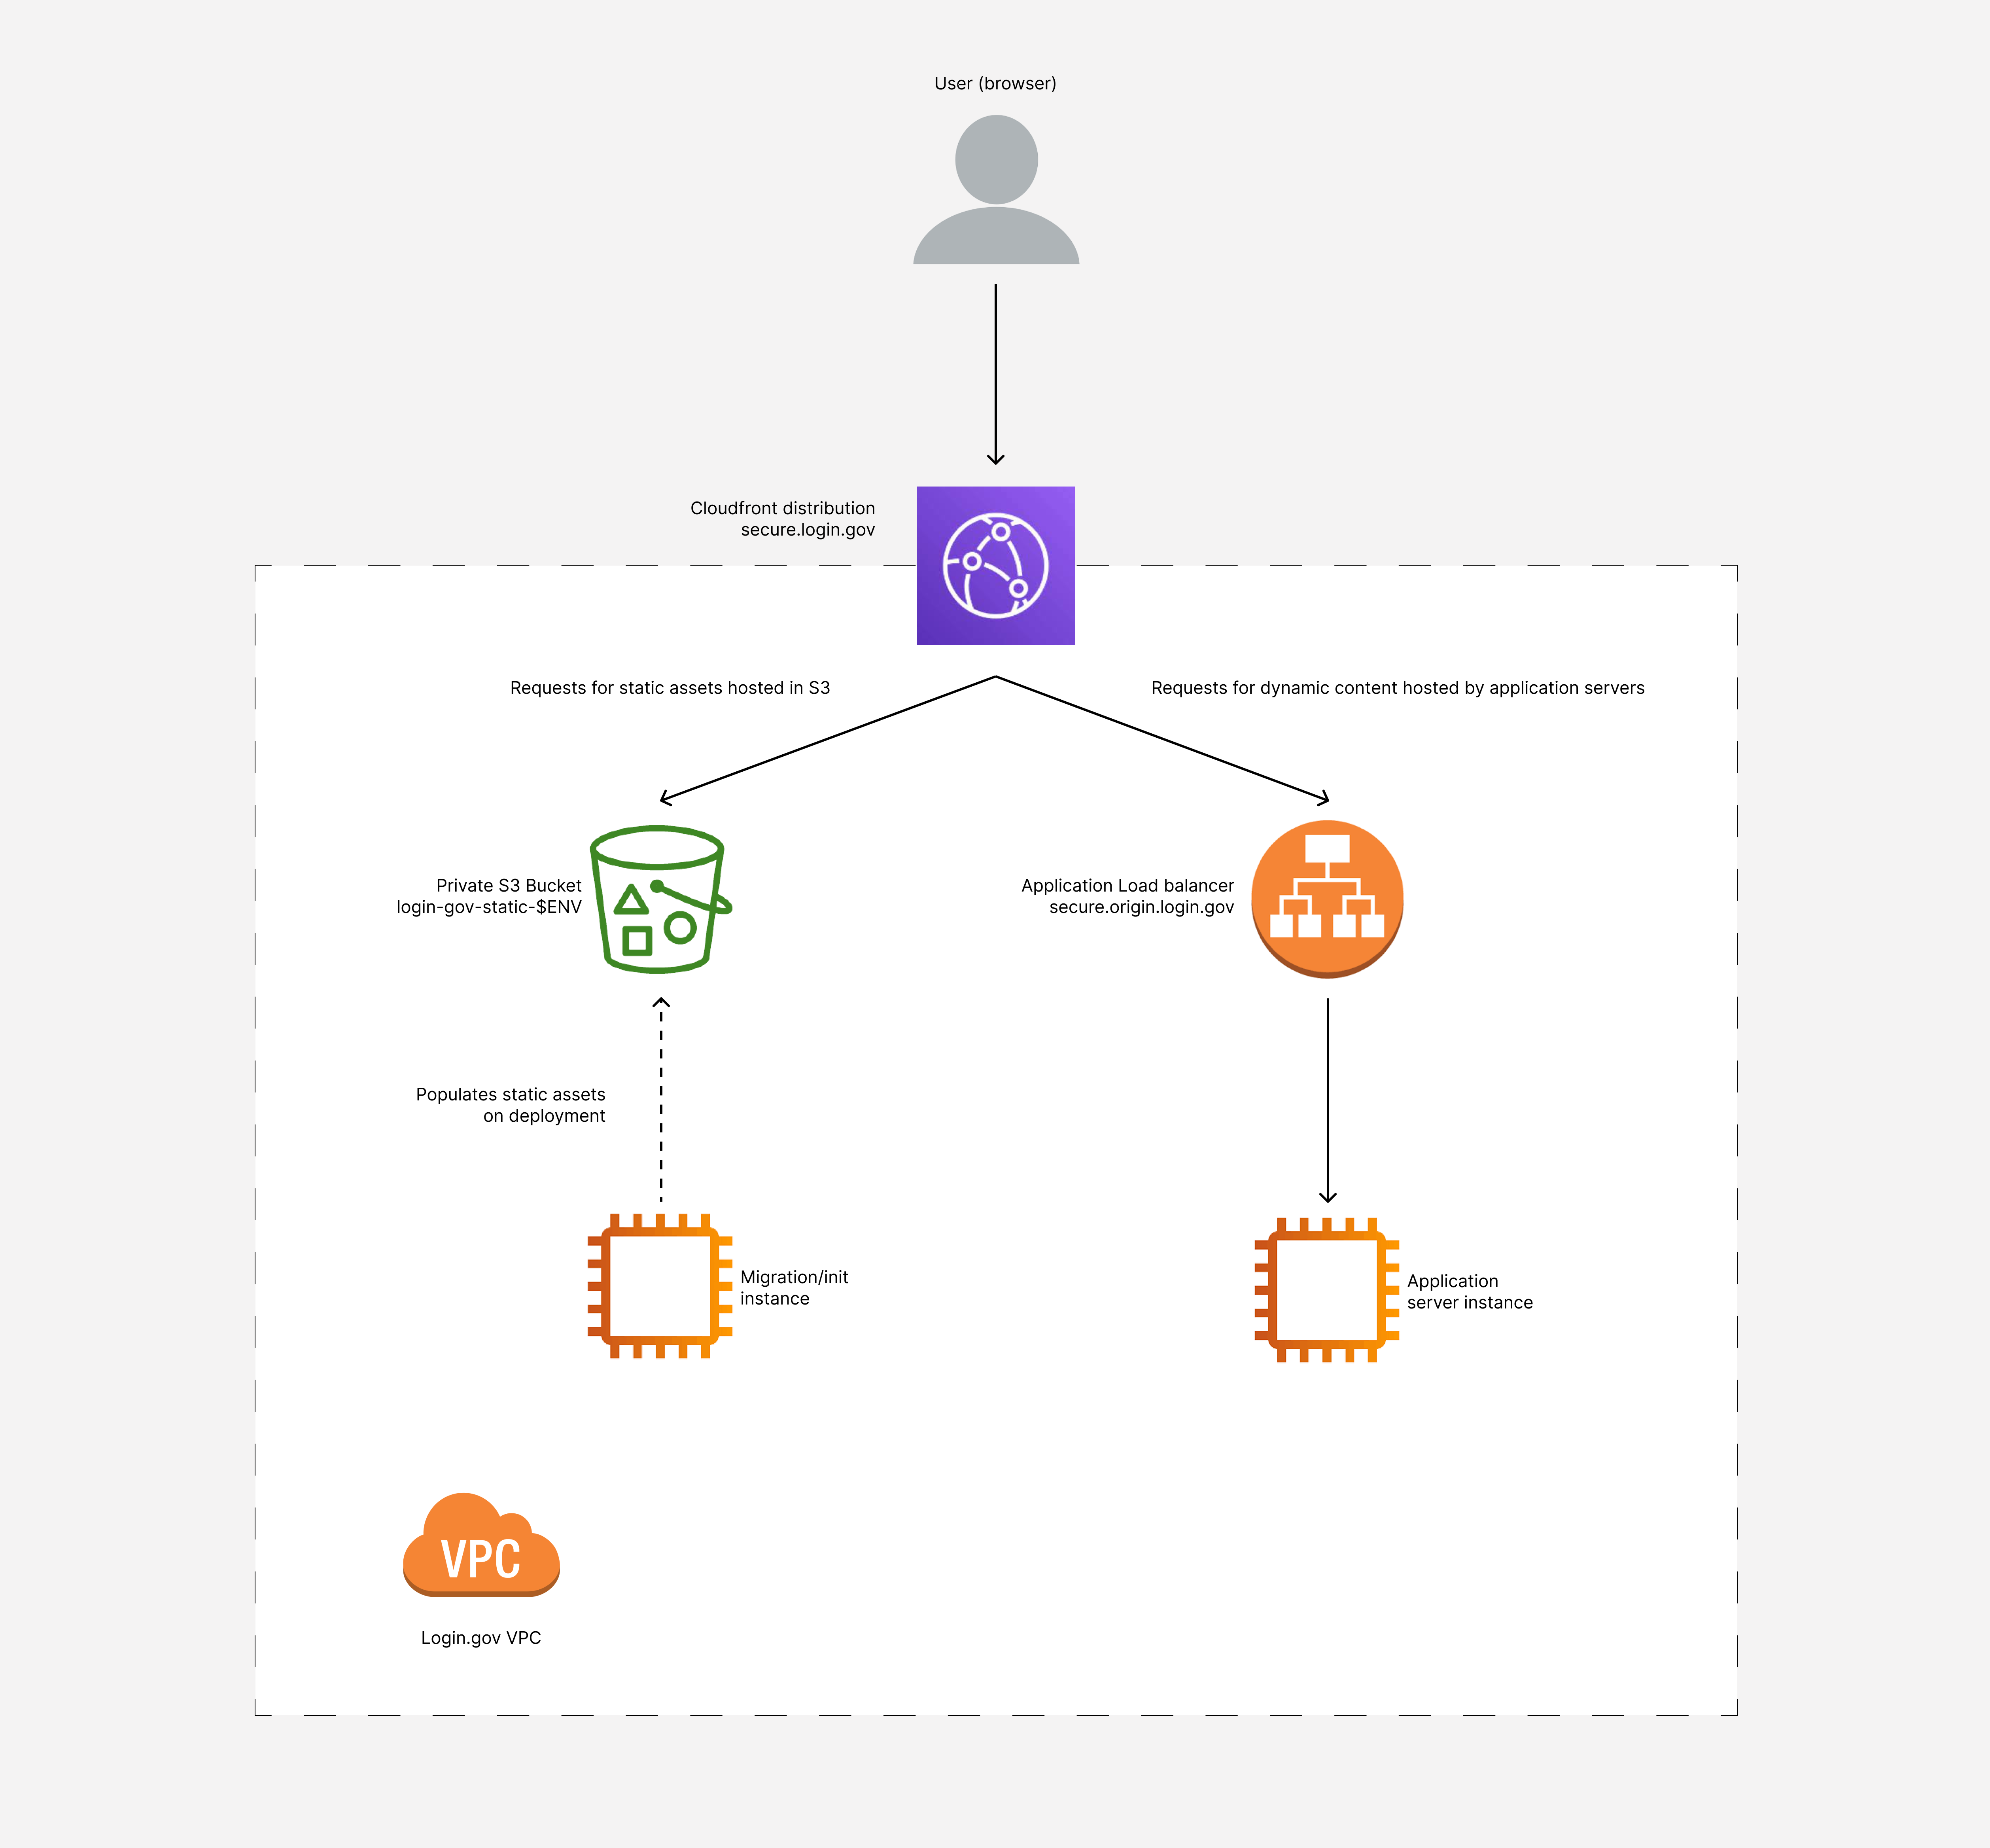 User (browser)
Cloudfront distribution
secure.login.gov
Requests for static assets hosted in S3
Requests for dynamic content hosted by application servers
Private S3 Bucket
login-gov-static-$ENV
Application Load balancer
secure.origin.login.gov
Populates static assets
on deployment
Migration/init
instance
Application
server instance
VPC
Login.gov VPC